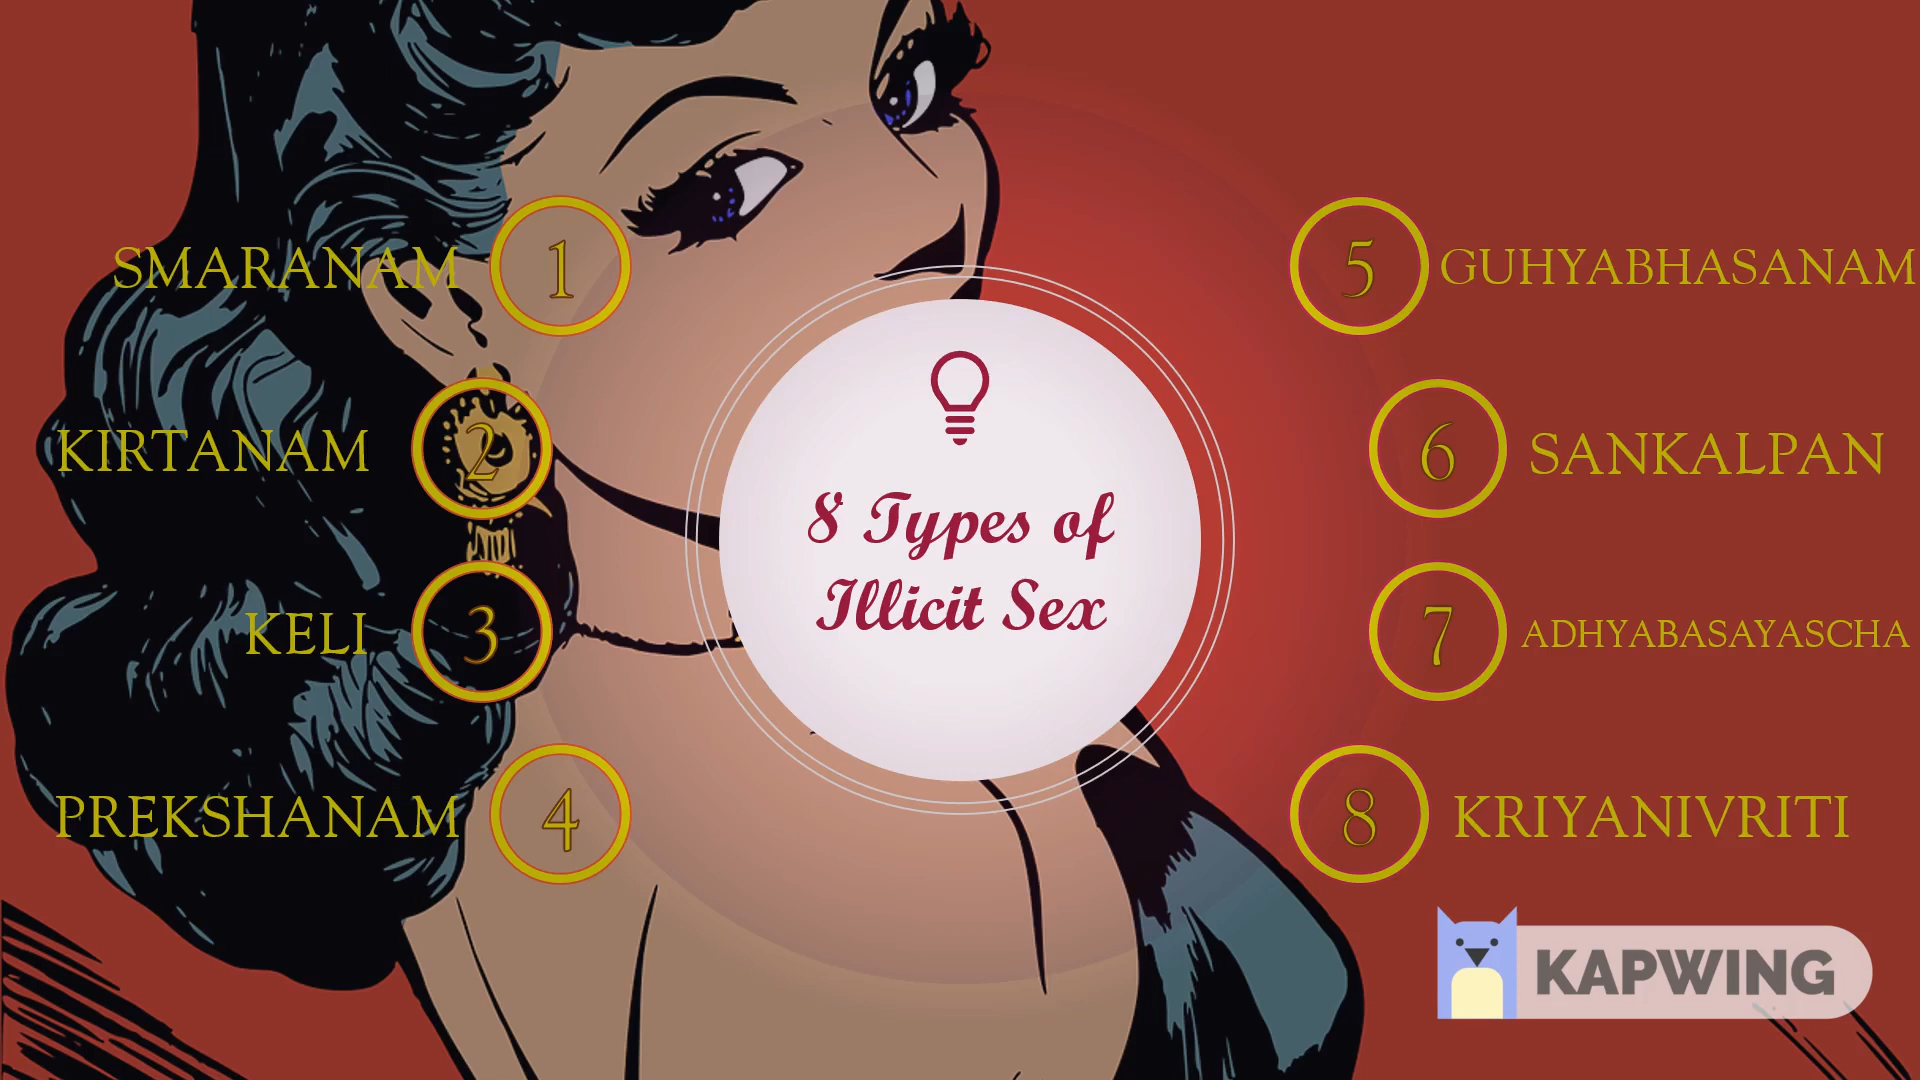 8 Types of
Illicit Sex
1 SMARANAM
2 KIRTANAM
3 KELI
4 PREKSHANAM
5 GUHYABHASANAM
6 SANKALPAN
7 ADHYABASAYASCHA
8 KRIYANIVRITI
KAPWING